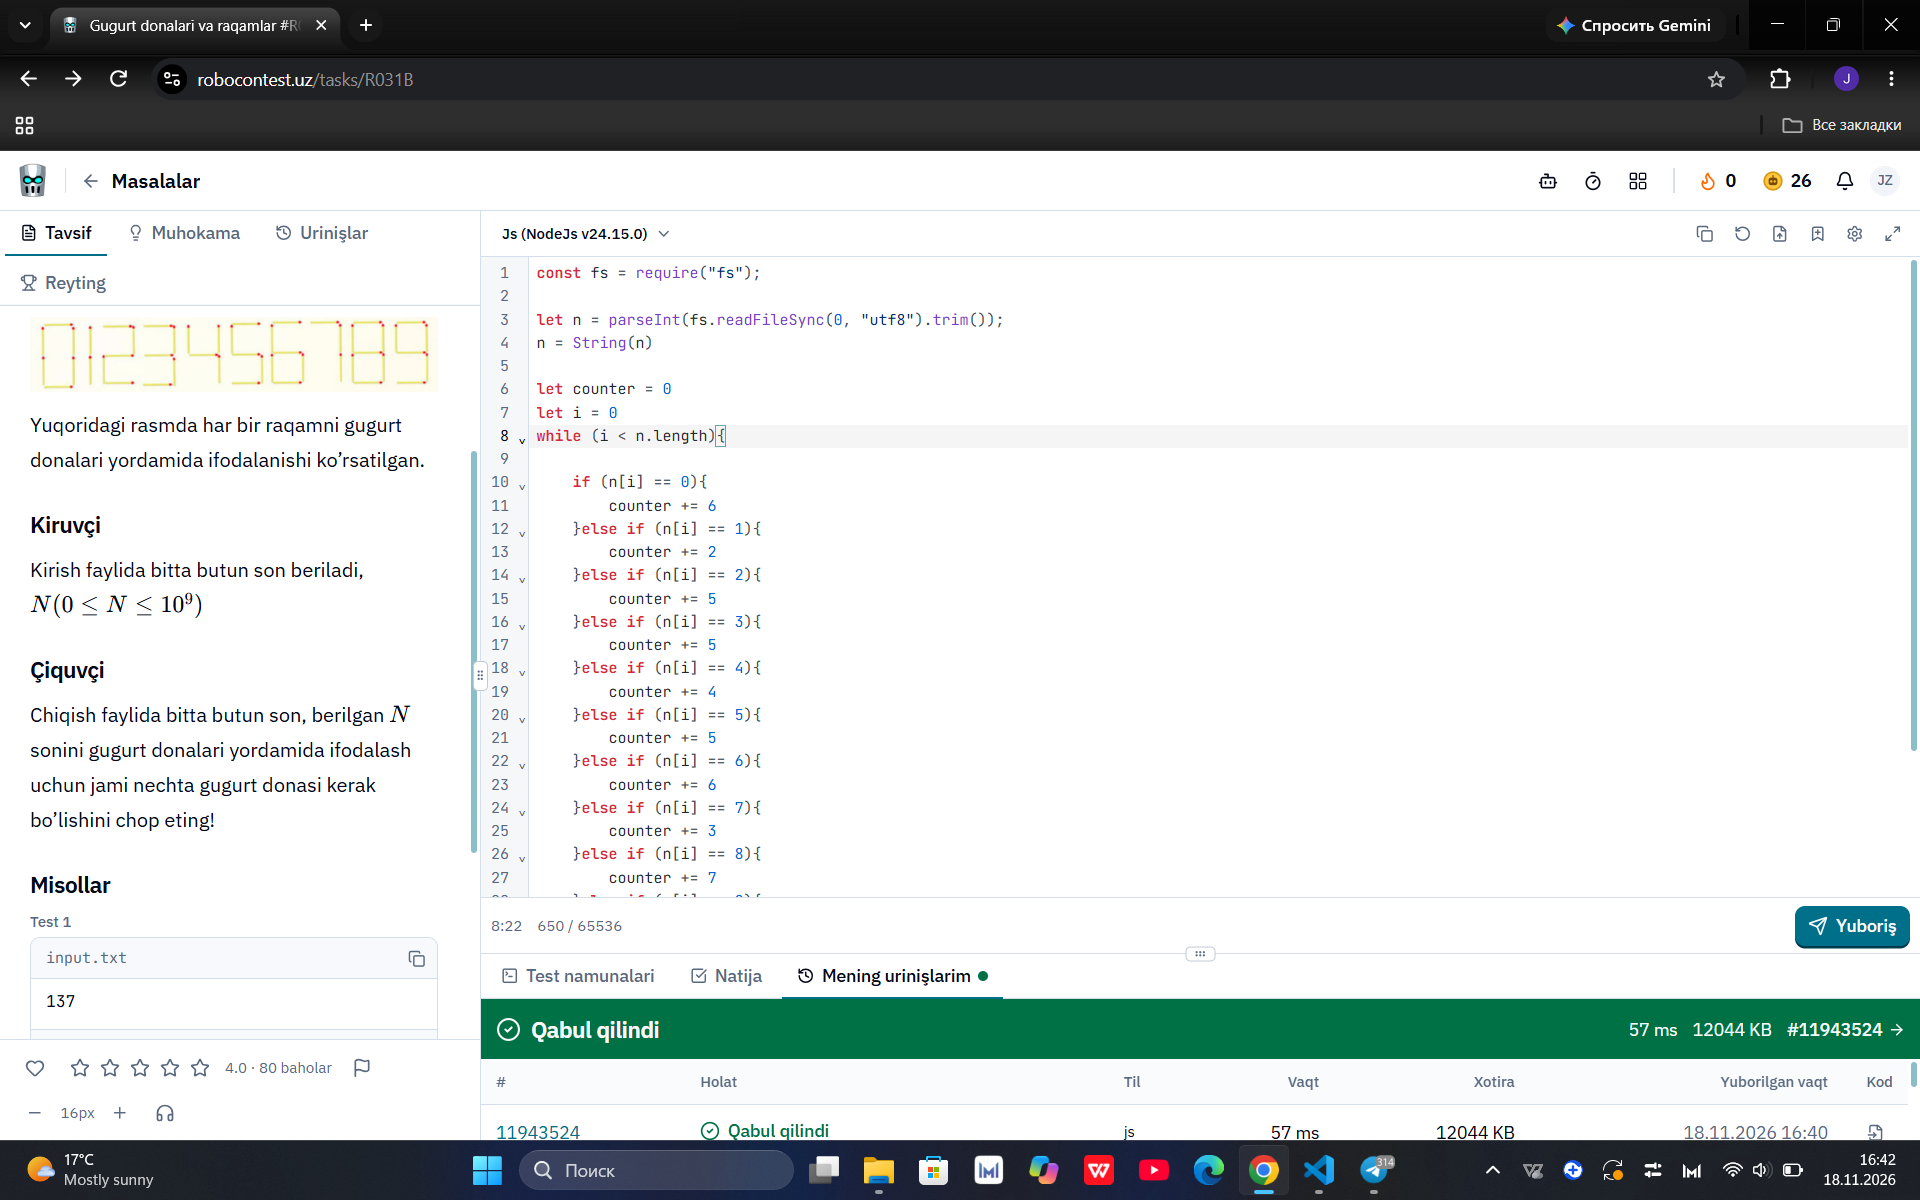 Gugurt donalari va raqamlar #R
Спросить Gemini
robocontest.uz/tasks/R031B
J
Все закладки
Masalalar
0
26
JZ
Tavsif
Muhokama
Urinişlar
Reyting
0123456789
Yuqoridagi rasmda har bir raqamni gugurt
donalari yordamida ifodalanishi ko’rsatilgan.
Kiruvçi
Kirish faylida bitta butun son beriladi,
N(0 ≤ N ≤ 10⁹)
Çiquvçi
Chiqish faylida bitta butun son, berilgan N
sonini gugurt donalari yordamida ifodalash
uchun jami nechta gugurt donasi kerak
bo’lishini chop eting!
Misollar
Test 1
input.txt
137
4.0 · 80 baholar
16px
Js (NodeJs v24.15.0)
1 const fs = require("fs");
2
3 let n = parseInt(fs.readFileSync(0, "utf8").trim());
4 n = String(n)
5
6 let counter = 0
7 let i = 0
8 while (i < n.length){
9
10 if (n[i] == 0){
11 counter += 6
12 }else if (n[i] == 1){
13 counter += 2
14 }else if (n[i] == 2){
15 counter += 5
16 }else if (n[i] == 3){
17 counter += 5
18 }else if (n[i] == 4){
19 counter += 4
20 }else if (n[i] == 5){
21 counter += 5
22 }else if (n[i] == 6){
23 counter += 6
24 }else if (n[i] == 7){
25 counter += 3
26 }else if (n[i] == 8){
27 counter += 7
8:22 650 / 65536
Yuboriş
Test namunalari
Natija
Mening urinişlarim
Qabul qilindi
57 ms 12044 KB #11943524
# Holat Til Vaqt Xotira Yuborilgan vaqt Kod
11943524 Qabul qilindi js 57 ms 12044 KB 18.11.2026 16:40
17°C
Mostly sunny
Поиск
314
16:42
18.11.2026